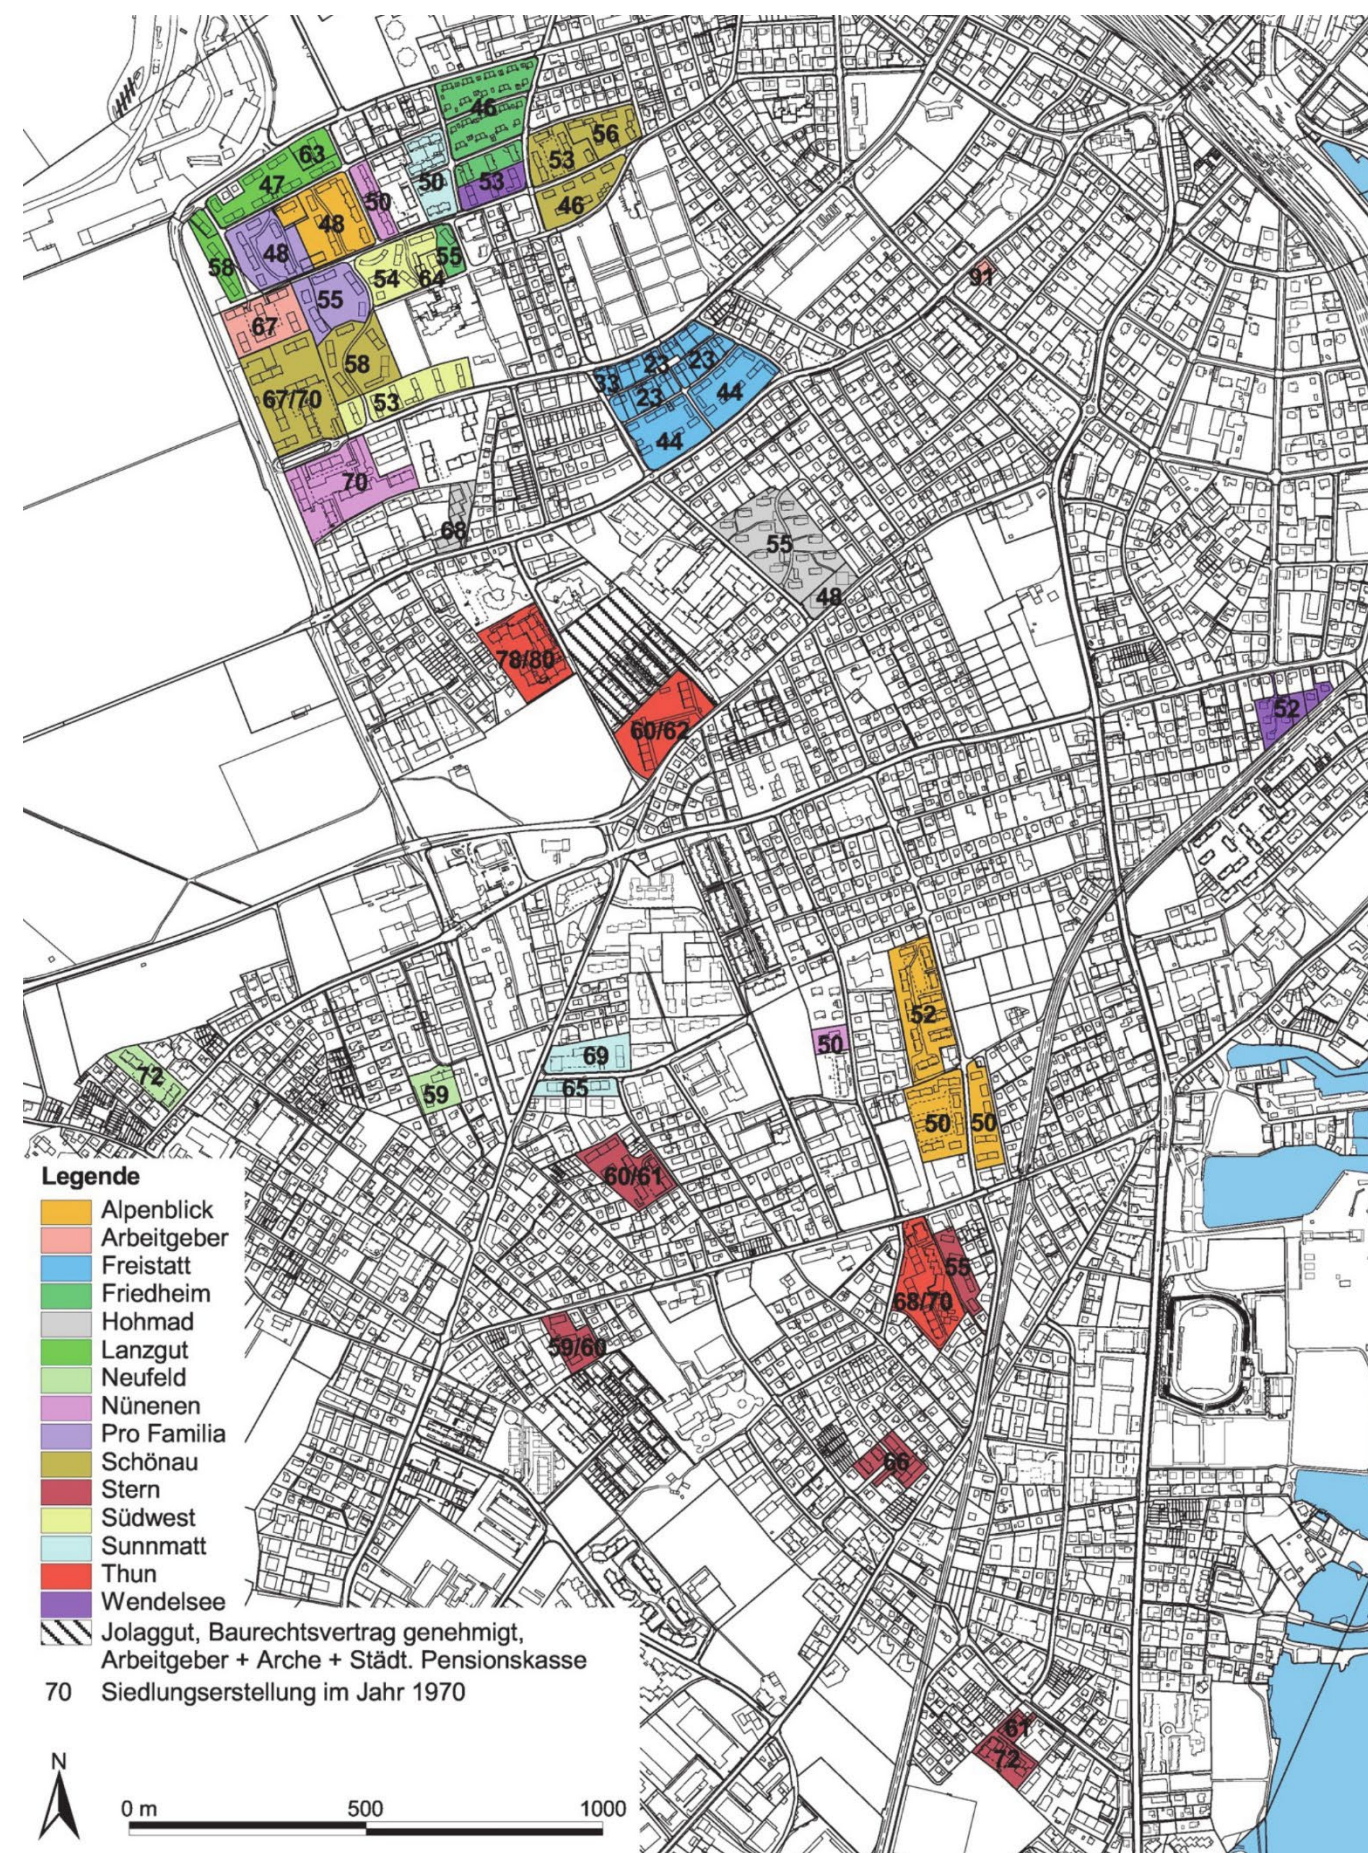 46
56
63
53
50
53
47
50
46
48
48
58
55
54
64
91
55
67
23
23
58
33
44
67/70
53
23
44
70
68
55
48
78/80
52
60/62
52
50
69
72
59
65
50
50
60/61
55
68/70
59/60
66
61
72
Legende
Alpenblick
Arbeitgeber
Freistatt
Friedheim
Hohmad
Lanzgut
Neufeld
Nünenen
Pro Familia
Schönau
Stern
Südwest
Sunnmatt
Thun
Wendelsee
Jolaggut, Baurechtsvertrag genehmigt,
Arbeitgeber + Arche + Städt. Pensionskasse
70 Siedlungserstellung im Jahr 1970
N
0 m 500 1000